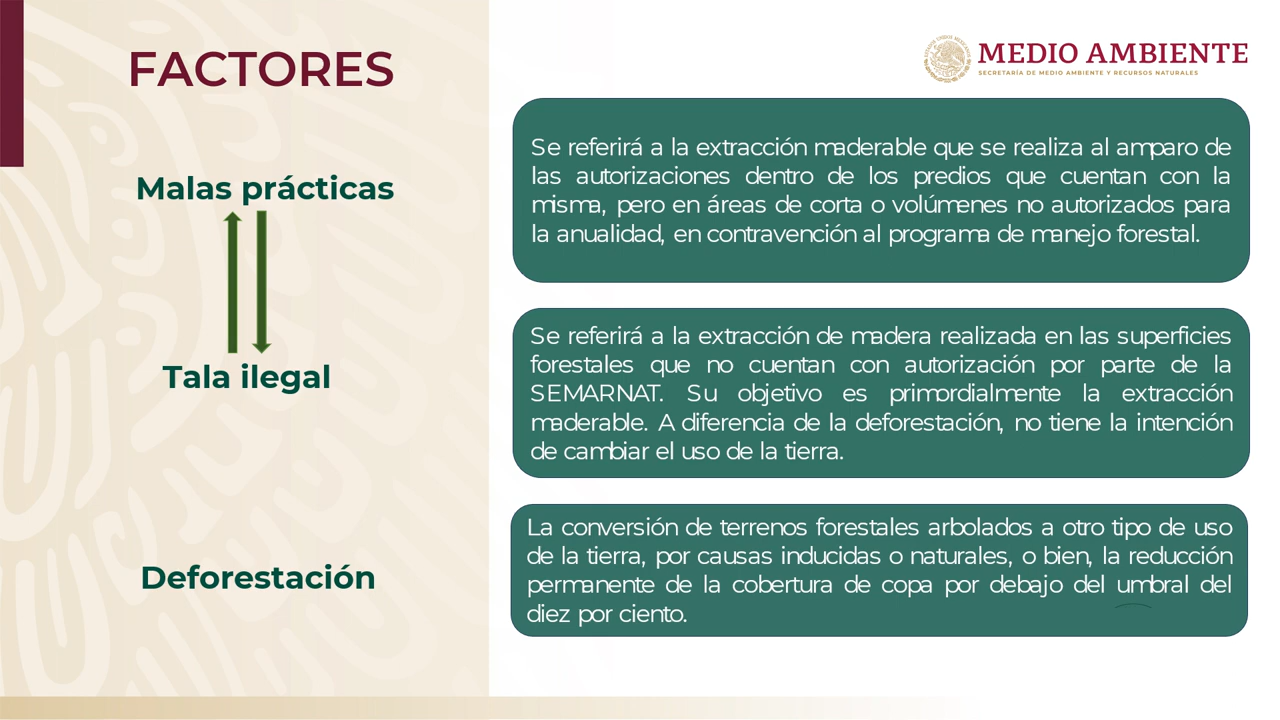 FACTORES
MEDIO AMBIENTE
SECRETARÍA DE MEDIO AMBIENTE Y RECURSOS NATURALES
Malas prácticas
Se referirá a la extracción maderable que se realiza al amparo de
las autorizaciones dentro de los predios que cuentan con la
misma, pero en áreas de corta o volúmenes no autorizados para
la anualidad, en contravención al programa de manejo forestal.
Tala ilegal
Se referirá a la extracción de madera realizada en las superficies
forestales que no cuentan con autorización por parte de la
SEMARNAT. Su objetivo es primordialmente la extracción
maderable. A diferencia de la deforestación, no tiene la intención
de cambiar el uso de la tierra.
Deforestación
La conversión de terrenos forestales arbolados a otro tipo de uso
de la tierra, por causas inducidas o naturales, o bien, la reducción
permanente de la cobertura de copa por debajo del umbral del
diez por ciento.